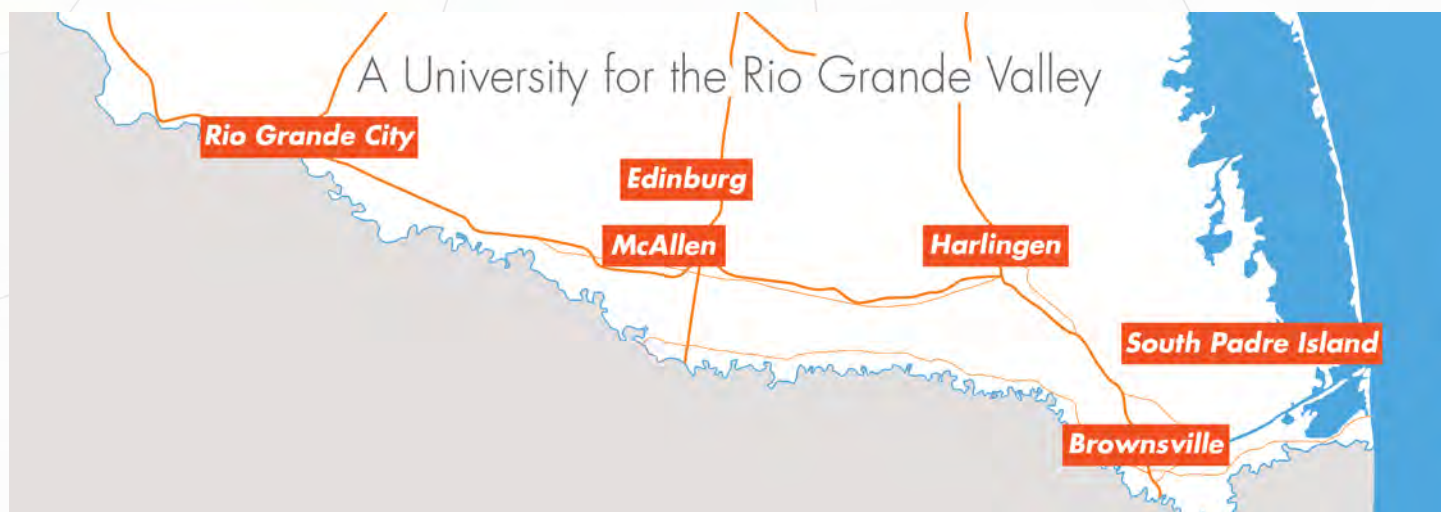 A University for the Rio Grande Valley
Rio Grande City
Edinburg
McAllen
Harlingen
South Padre Island
Brownsville